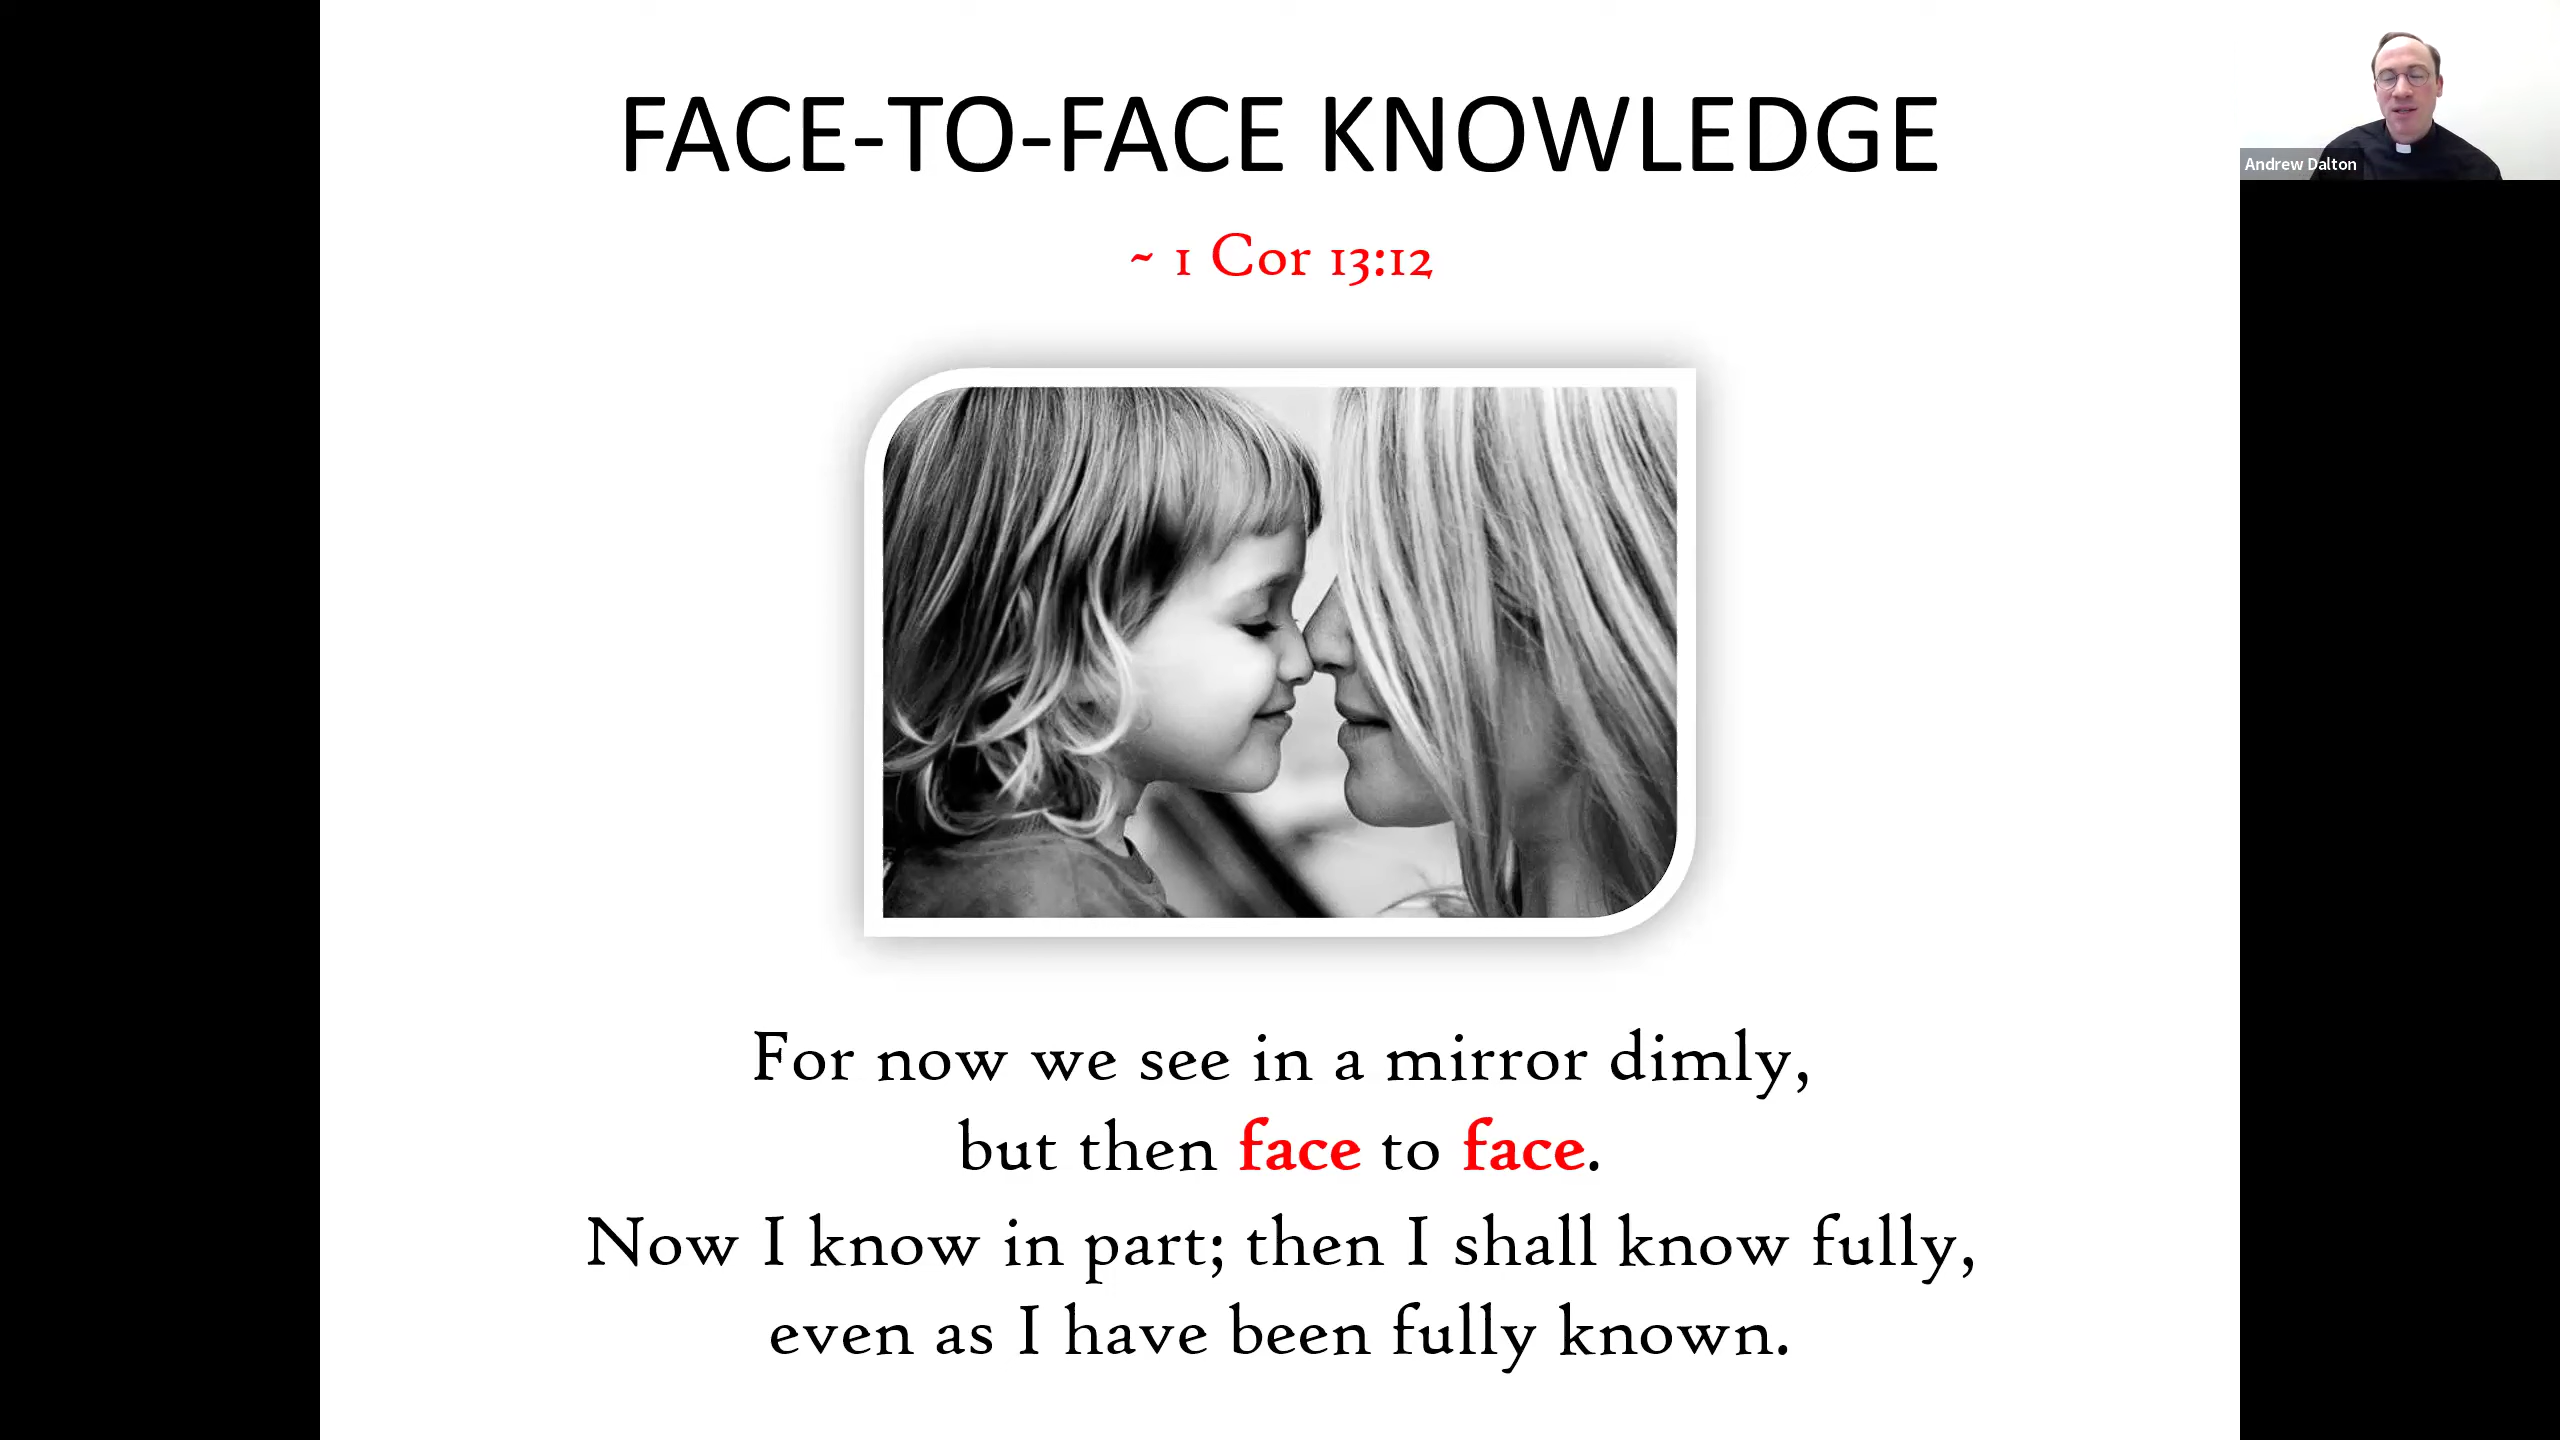 FACE-TO-FACE KNOWLEDGE
~ 1 Cor 13:12
For now we see in a mirror dimly,
but then face to face.
Now I know in part; then I shall know fully,
even as I have been fully known.
Andrew Dalton